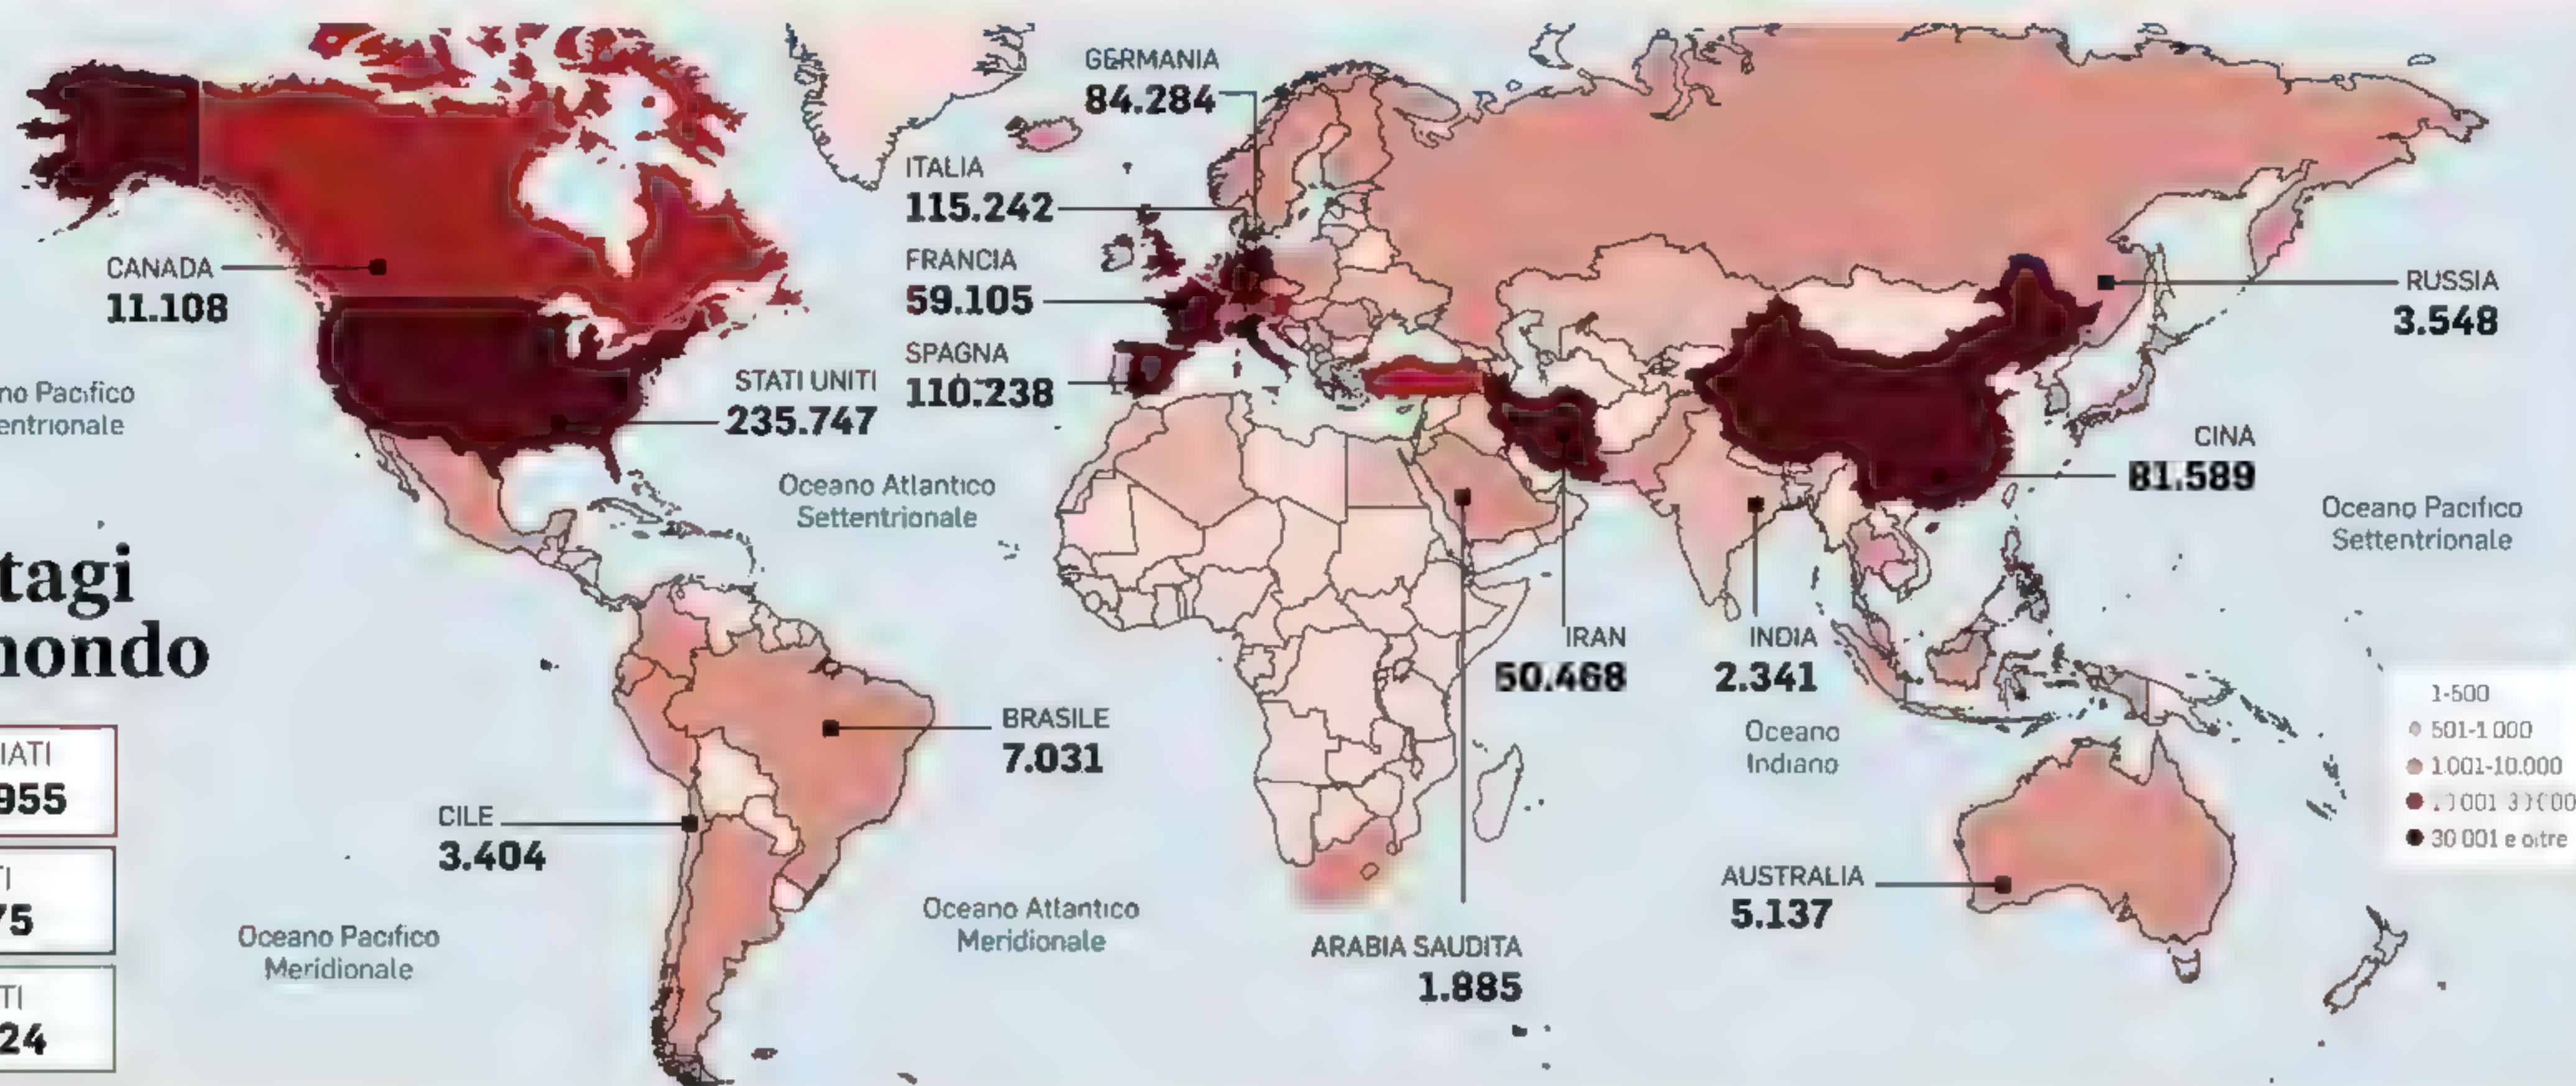 GERMANIA
84.284
ITALIA
115.242
FRANCIA
59.105
SPAGNA
110.238
CANADA
11.108
STATI UNITI
235.747
RUSSIA
3.548
CINA
81.589
no Pacifico
entrionale
Oceano Atlantico
Settentrionale
Oceano Pacifico
Settentrionale
tagi
nondo
IATI
955
TI
75
TI
24
IRAN
50.468
INDIA
2.341
Oceano
Indiano
BRASILE
7.031
CILE
3.404
Oceano Pacifico
Meridionale
Oceano Atlantico
Meridionale
ARABIA SAUDITA
1.885
AUSTRALIA
5.137
1-500
501-1 000
1.001-10.000
30 001 e oltre